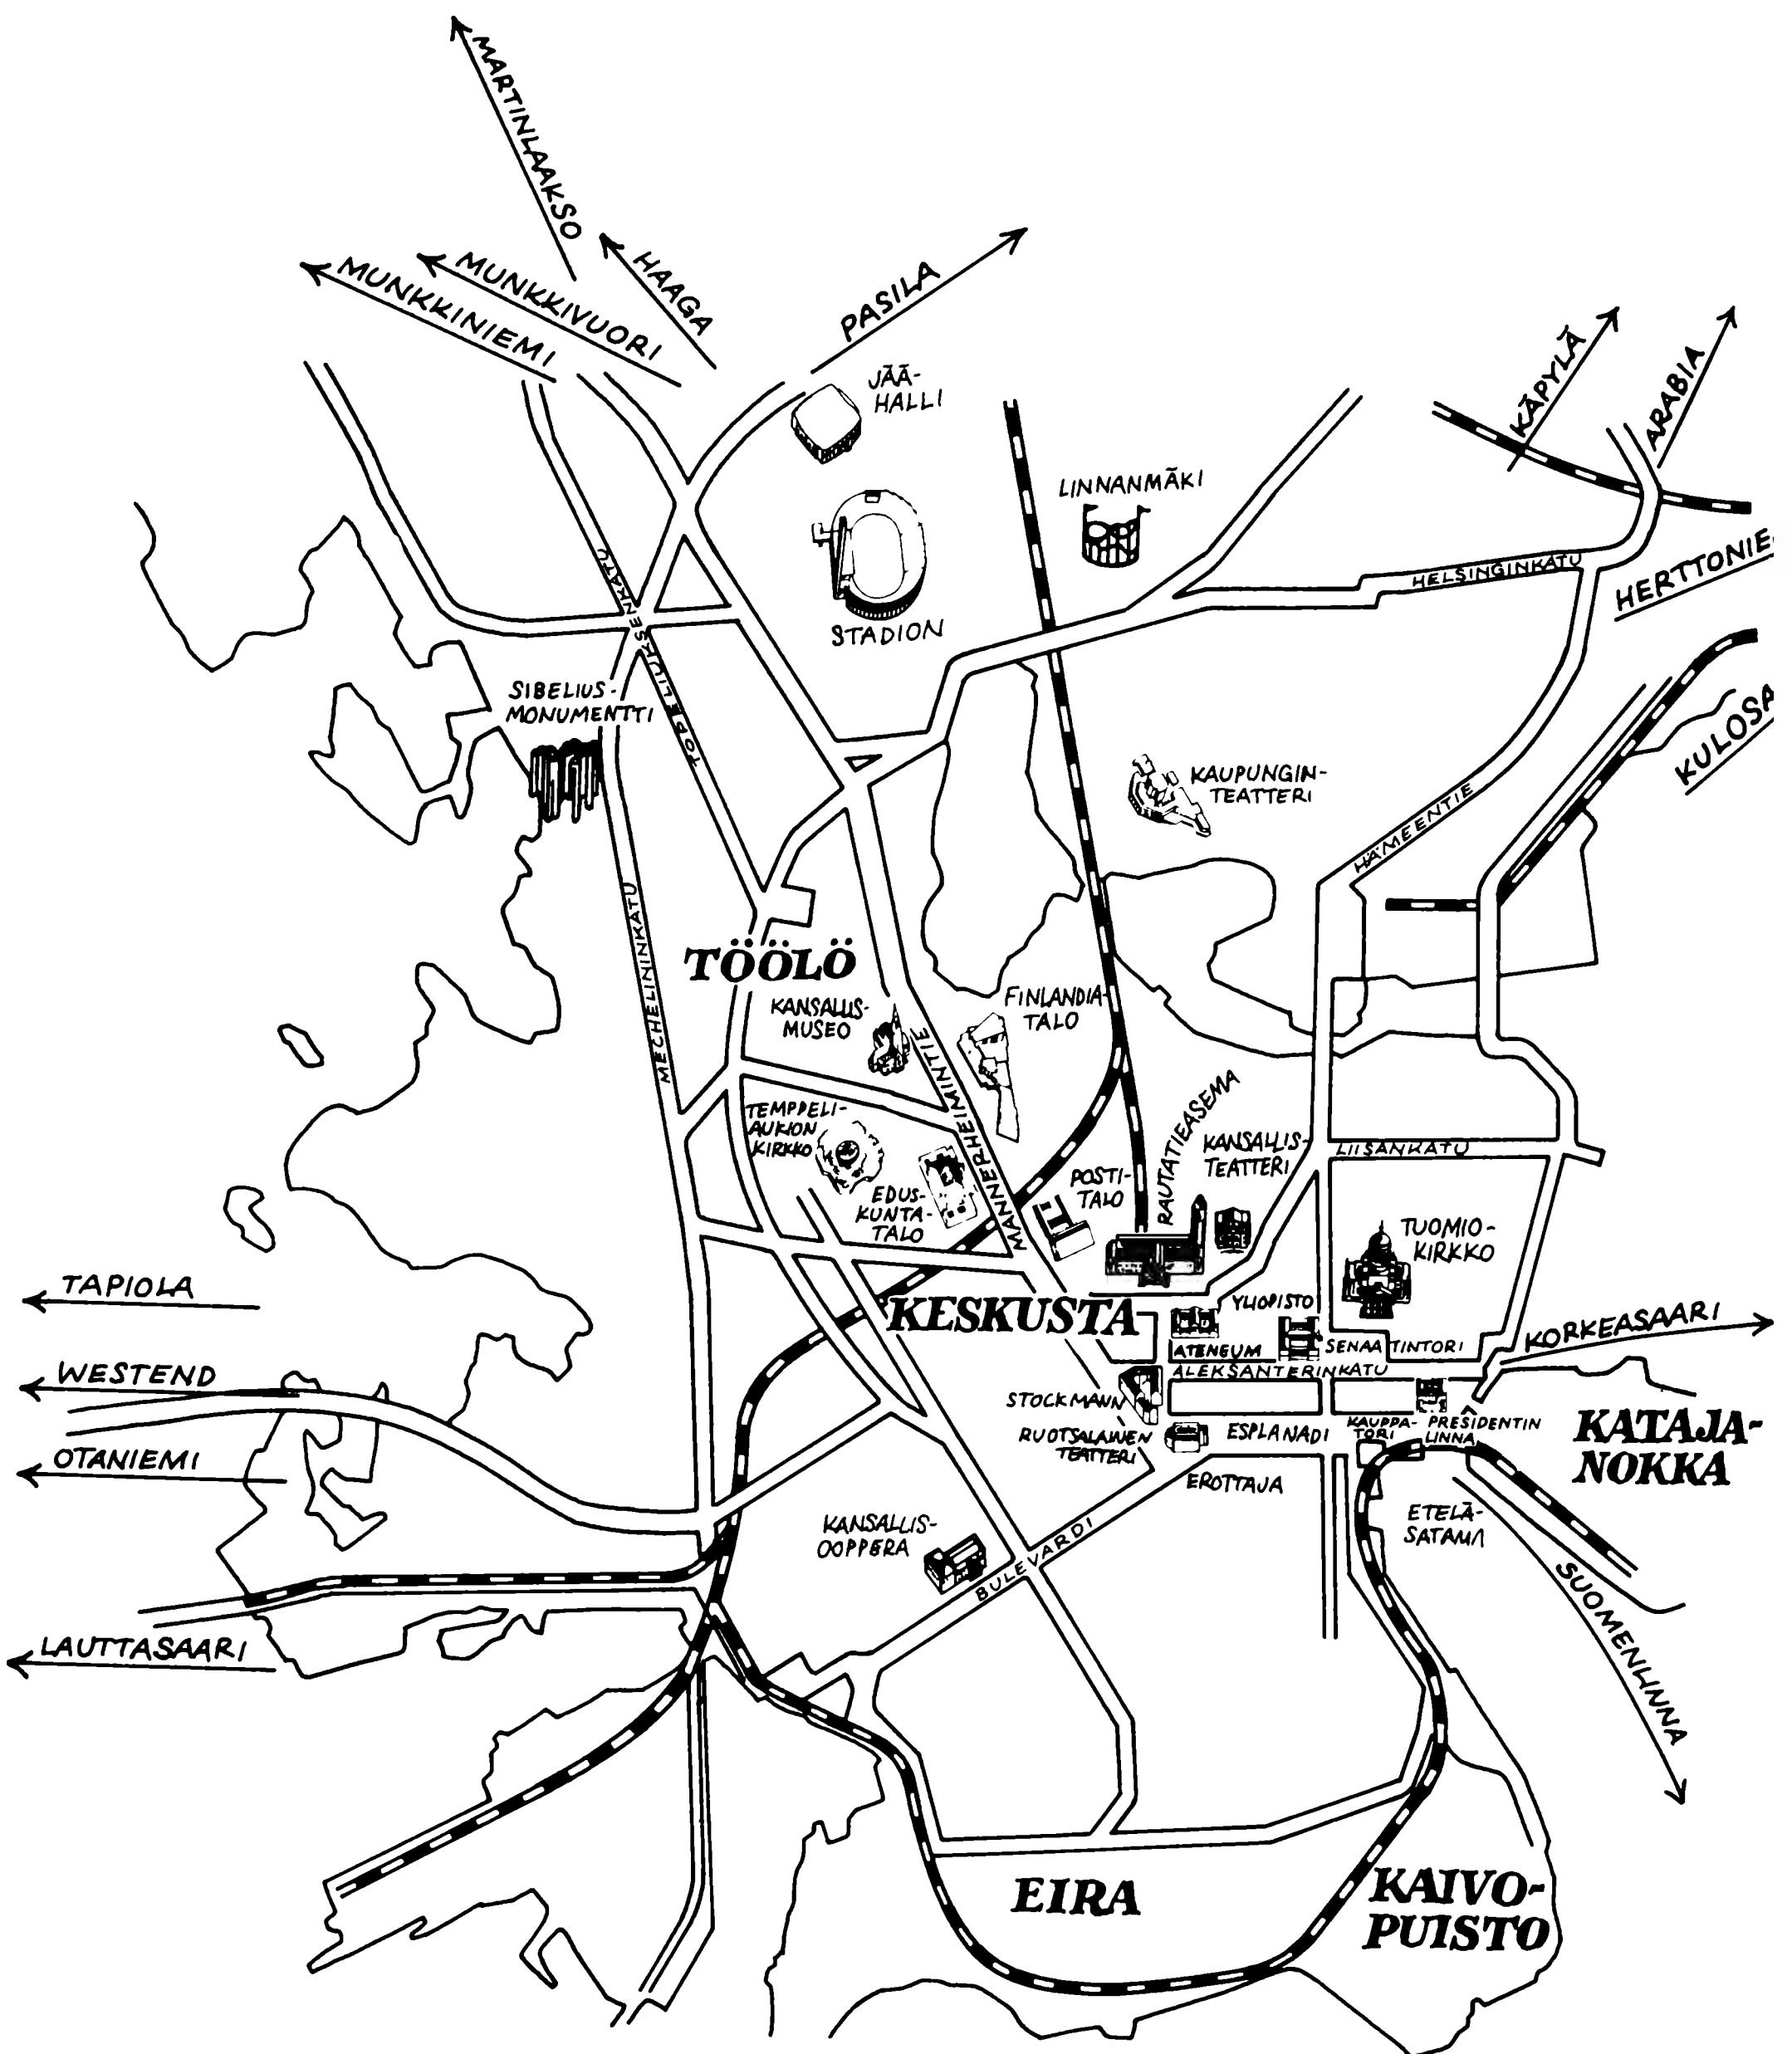 MARTINLAAKSO
MUNKKINIEMI
MUNKKIVUORI
HAAGA
PASILA
KÄPYLÄ
ARABIA
JÄÄ-
HALLI
LINNANMÄKI
STADION
HELSINGINKATU
HERTTONIE
KULOSA
TOPELIUKSENKATU
SIBELIUS-
MONUMENTTI
KAUPUNGIN-
TEATTERI
HÄMEENTIE
MECHELININKATU
TÖÖLÖ
KANSALLIS-
MUSEO
FINLANDIA-
TALO
MANNERHEIMINTIE
TEMPPELI-
AUKION
KIRKKO
EDUS-
KUNTA-
TALO
POSTI-
TALO
RAUTATIEASEMA
KANSALLIS-
TEATTERI
LIISANKATU
TUOMIO-
KIRKKO
TAPIOLA
KESKUSTA
YLIOPISTO
ATENEUM
SENAATINTORI
KORKEASAARI
WESTEND
ALEKSANTERINKATU
STOCKMANN
RUOTSALAINEN
TEATTERI
ESPLANADI
KAUPPA-
TORI
PRESIDENTIN
LINNA
KATAJA-
NOKKA
OTANIEMI
EROTTAJA
ETELÄ-
SATAMA
KANSALLIS-
OOPPERA
BULEVARDI
SUOMENLINNA
LAUTTASAARI
EIRA
KAIVO-
PUISTO